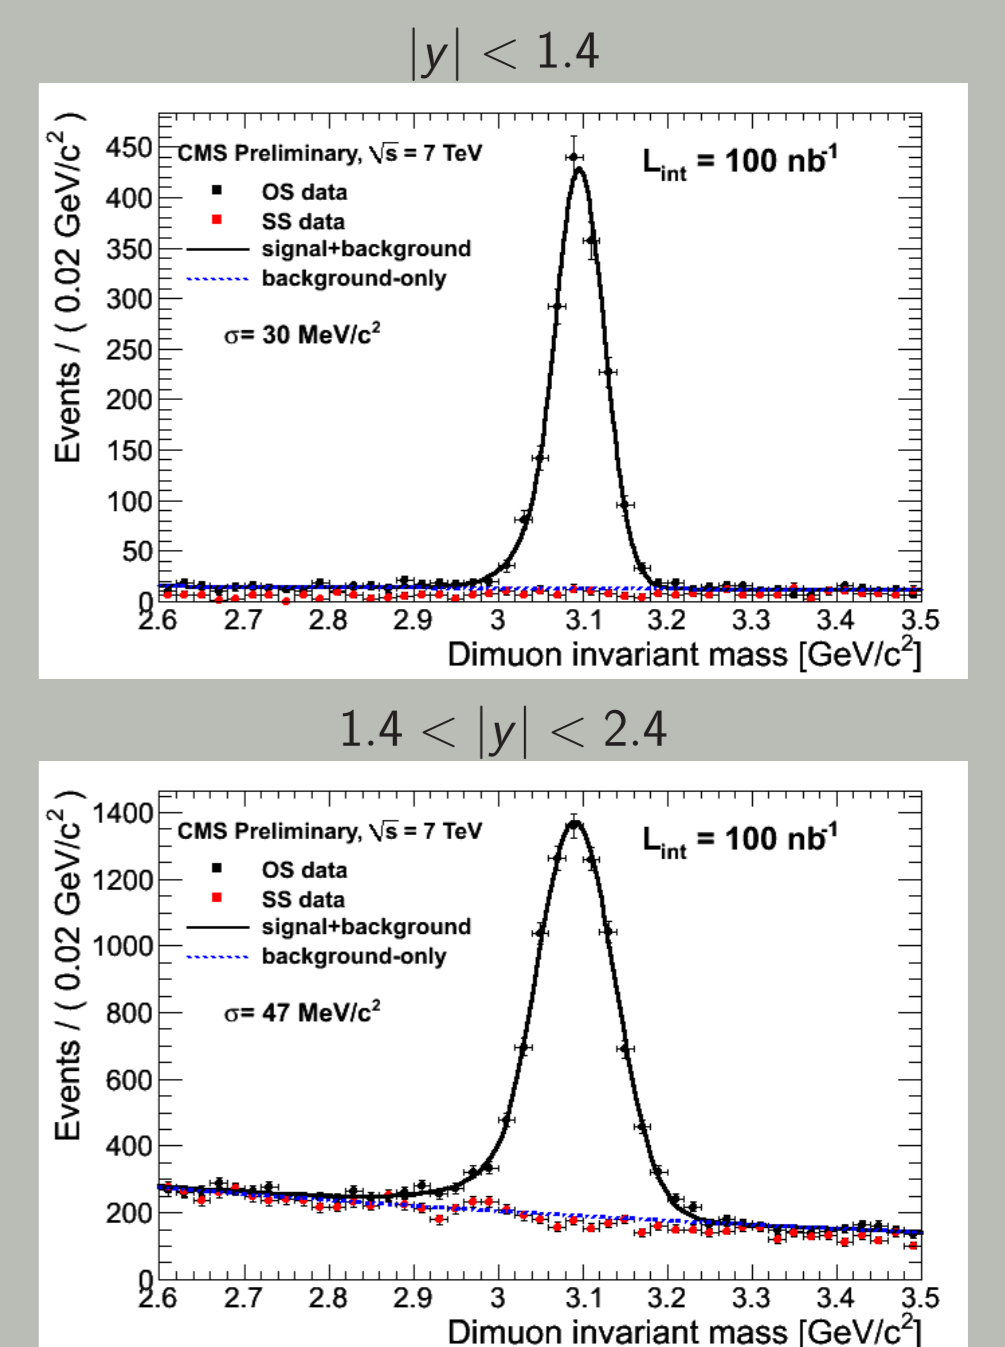 |y| < 1.4
Events / ( 0.02 GeV/c² )
450
400
350
300
250
200
150
100
50
0
CMS Preliminary, √s = 7 TeV
L_int = 100 nb⁻¹
OS data
SS data
signal+background
background-only
σ= 30 MeV/c²
2.6 2.7 2.8 2.9 3 3.1 3.2 3.3 3.4 3.5
Dimuon invariant mass [GeV/c²]
1.4 < |y| < 2.4
Events / ( 0.02 GeV/c² )
1400
1200
1000
800
600
400
200
0
CMS Preliminary, √s = 7 TeV
L_int = 100 nb⁻¹
OS data
SS data
signal+background
background-only
σ= 47 MeV/c²
2.6 2.7 2.8 2.9 3 3.1 3.2 3.3 3.4 3.5
Dimuon invariant mass [GeV/c²]